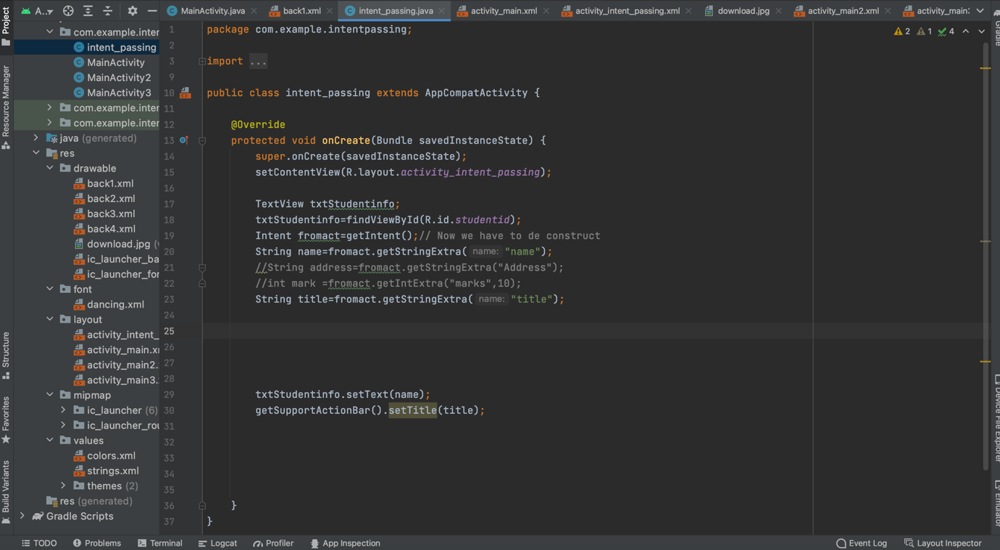 A..
MainActivity.java
back1.xml
intent_passing.java
activity_main.xml
activity_intent_passing.xml
download.jpg
activity_main2.xml
activity_main3
Project
Resource Manager
Structure
Favorites
Build Variants
com.example.inter
intent_passing
MainActivity
MainActivity2
MainActivity3
com.example.inter
com.example.inter
java (generated)
res
drawable
back1.xml
back2.xml
back3.xml
back4.xml
download.jpg
ic_launcher_ba
ic_launcher_for
font
dancing.xml
layout
activity_intent_
activity_main.xm
activity_main2.
activity_main3.
mipmap
ic_launcher (6)
ic_launcher_rou
values
colors.xml
strings.xml
themes (2)
res (generated)
Gradle Scripts
2 1 4
1 package com.example.intentpassing;
2
3 import ...
9
10 public class intent_passing extends AppCompatActivity {
11
12 @Override
13 protected void onCreate(Bundle savedInstanceState) {
14 super.onCreate(savedInstanceState);
15 setContentView(R.layout.activity_intent_passing);
16
17 TextView txtStudentinfo;
18 txtStudentinfo=findViewById(R.id.studentid);
19 Intent fromact=getIntent();// Now we have to de construct
20 String name=fromact.getStringExtra( name: "name");
21 //String address=fromact.getStringExtra("Address");
22 //int mark =fromact.getIntExtra("marks",10);
23 String title=fromact.getStringExtra( name: "title");
24
25
26
27
28
29 txtStudentinfo.setText(name);
30 getSupportActionBar().setTitle(title);
31
32
33
34
35
36 }
37 }
Gradle
Device File Explorer
Emulator
TODO
Problems
Terminal
Logcat
Profiler
App Inspection
Event Log
Layout Inspector